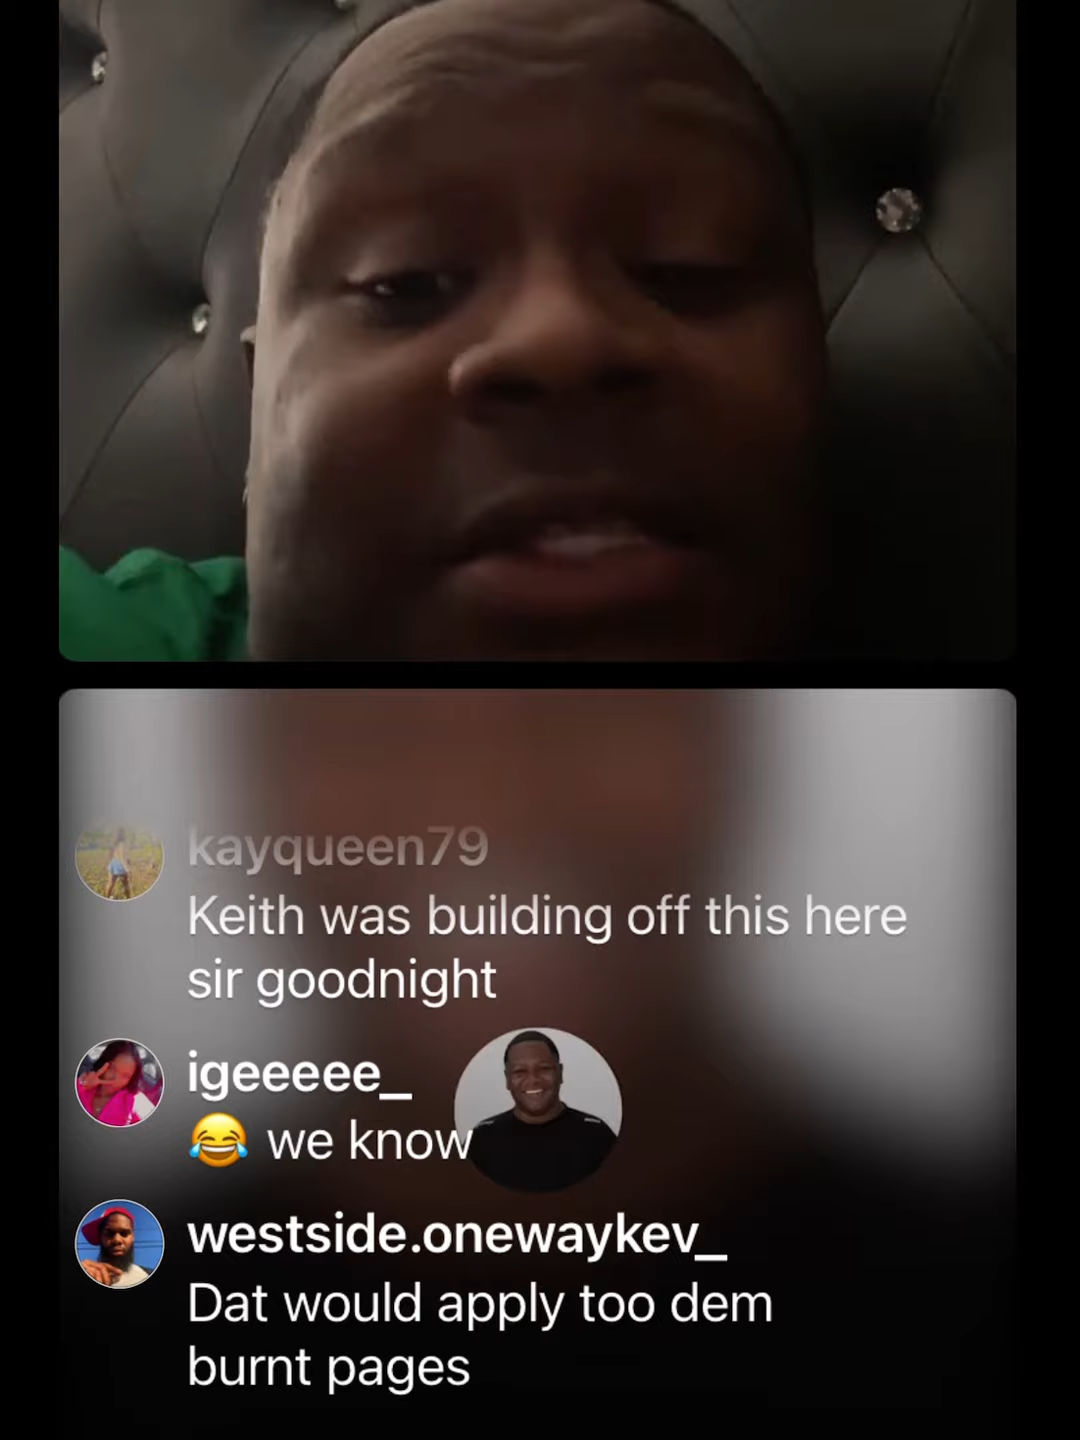 kayqueen79
Keith was building off this here
sir goodnight
igeeeee_
😂 we know
westside.onewaykev_
Dat would apply too dem
burnt pages